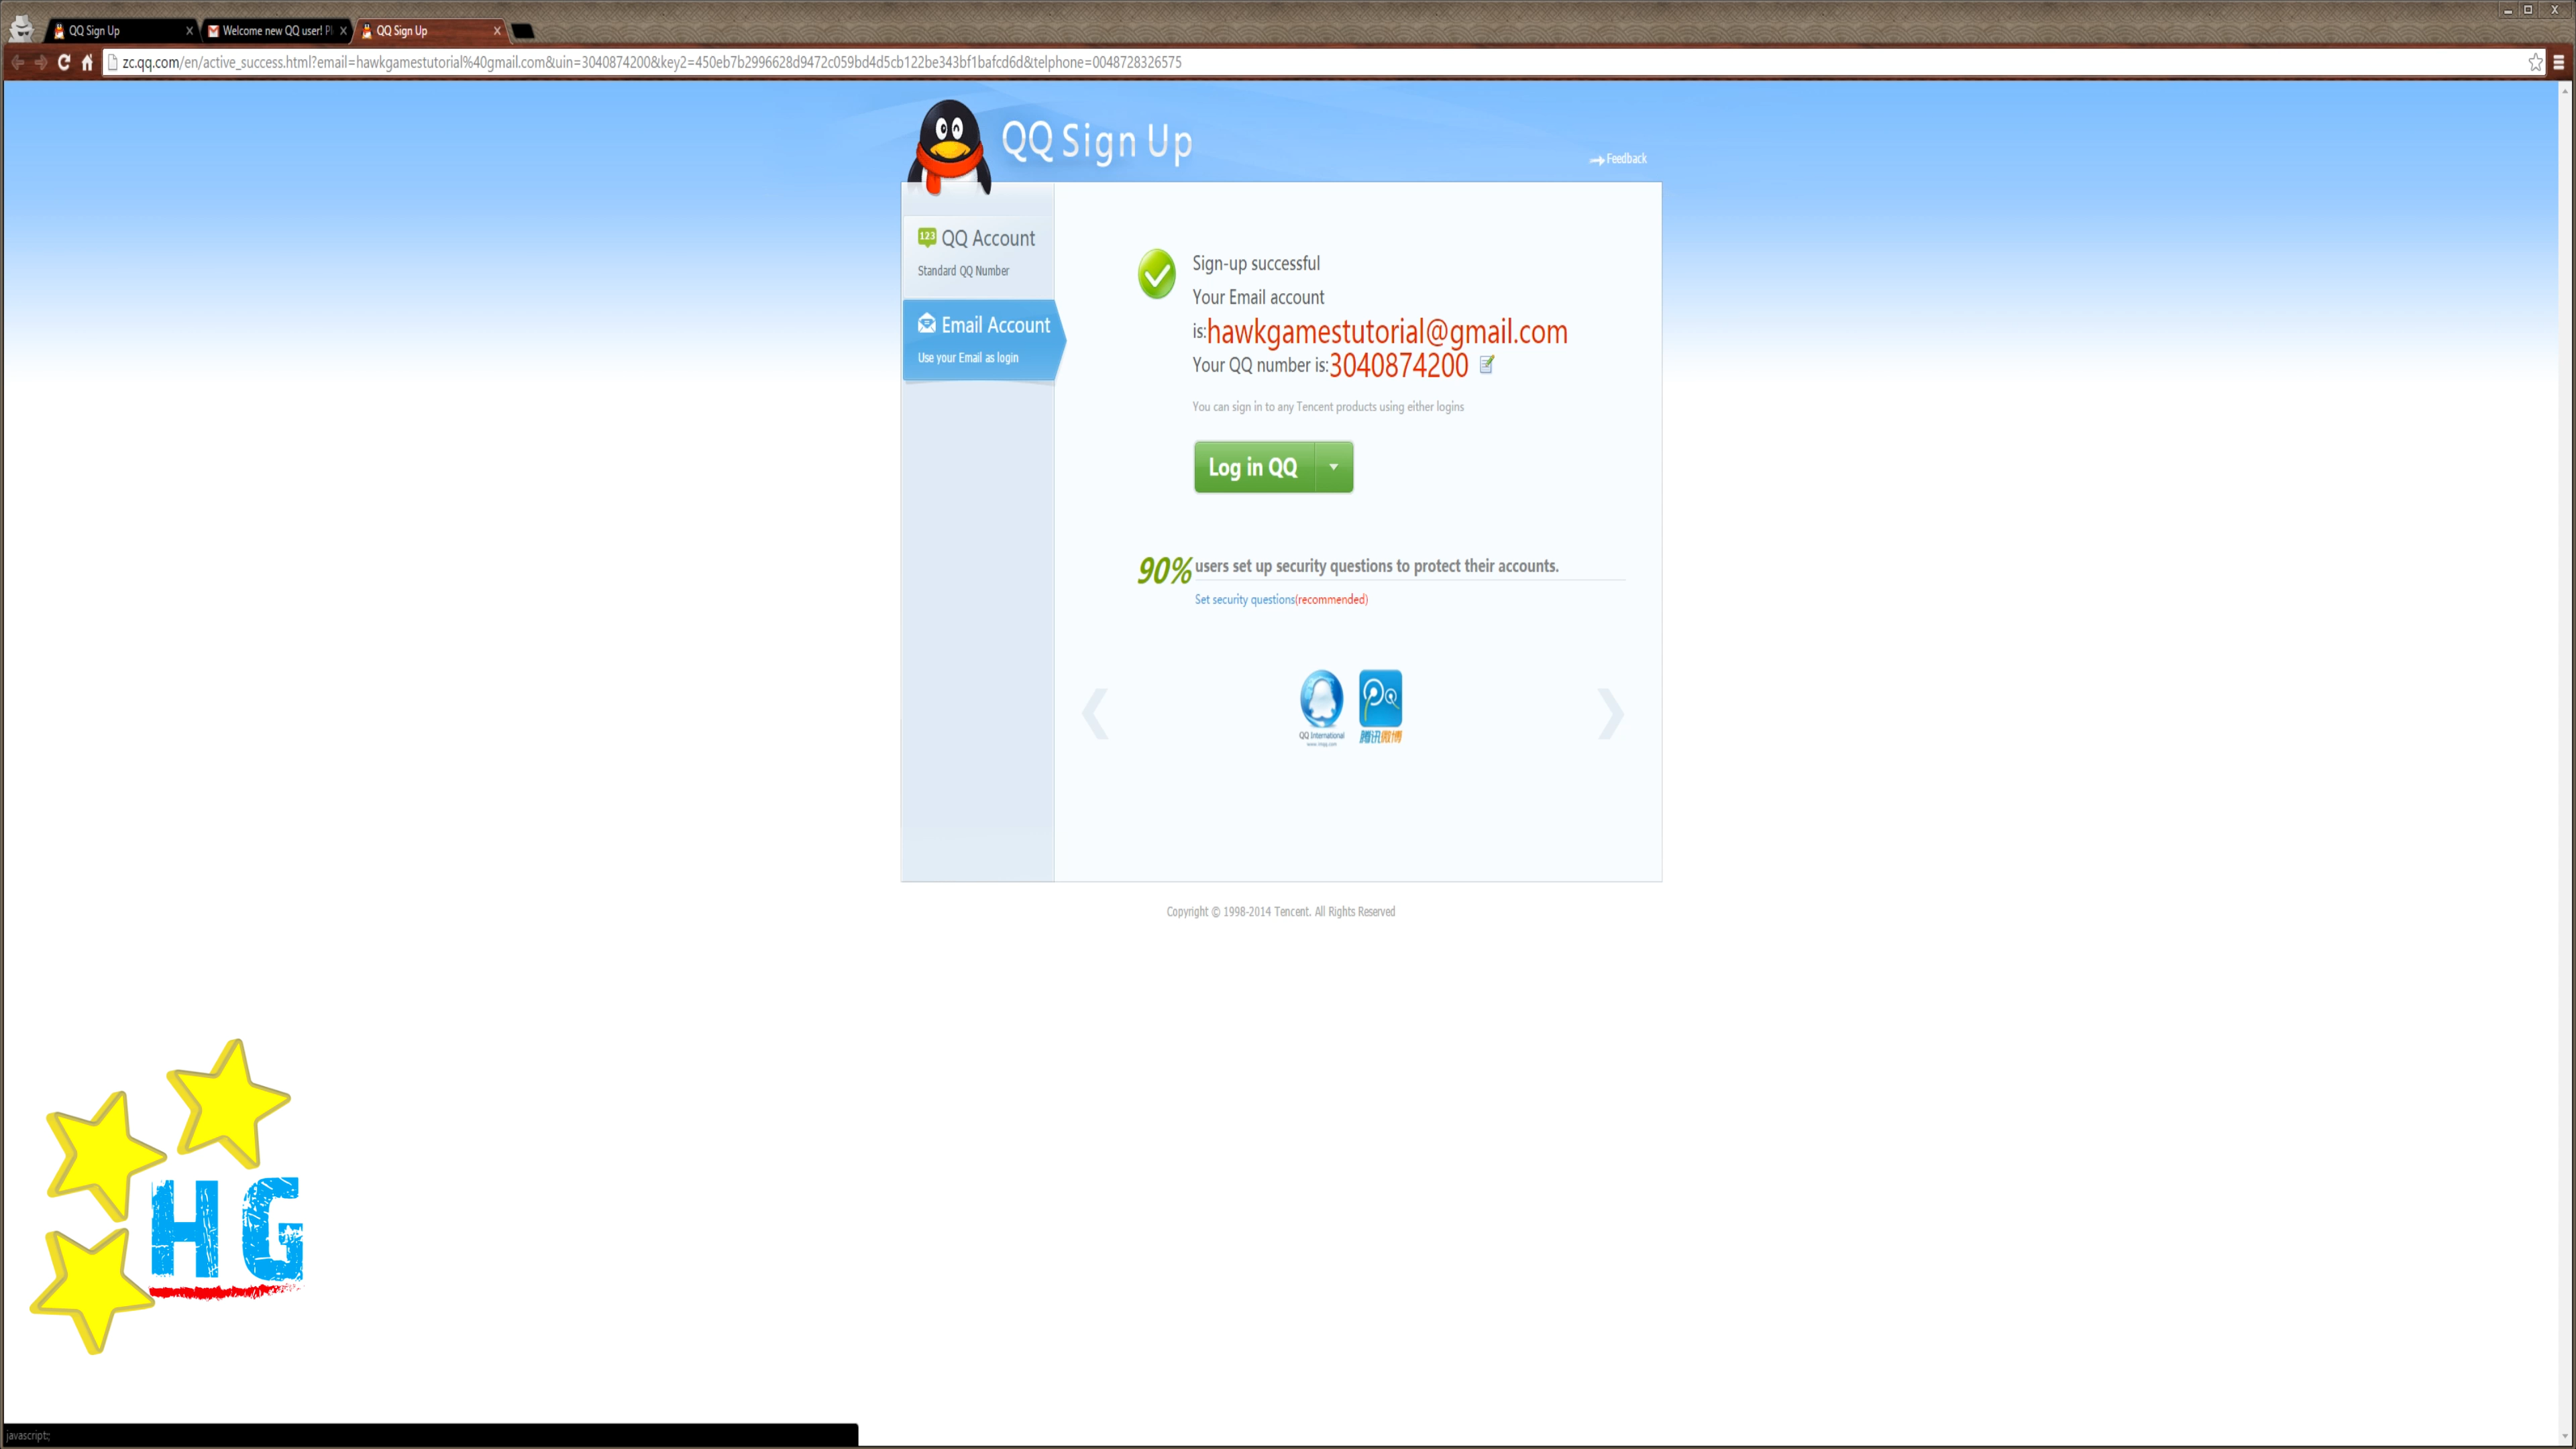 QQ Sign Up
Welcome new QQ user! Pl
QQ Sign Up
zc.qq.com/en/active_success.html?email=hawkgamestutorial%40gmail.com&uin=3040874200&key2=450eb7b2996628d9472c059bd4d5cb122be343bf1bafcd6d&telphone=0048728326575
QQ Sign Up
Feedback
123 QQ Account
Standard QQ Number
Email Account
Use your Email as login
Sign-up successful
Your Email account
is:hawkgamestutorial@gmail.com
Your QQ number is:3040874200
You can sign in to any Tencent products using either logins
Log in QQ
90% users set up security questions to protect their accounts.
Set security questions(recommended)
QQ International
腾讯微博
Copyright © 1998-2014 Tencent. All Rights Reserved
HG
javascript:;